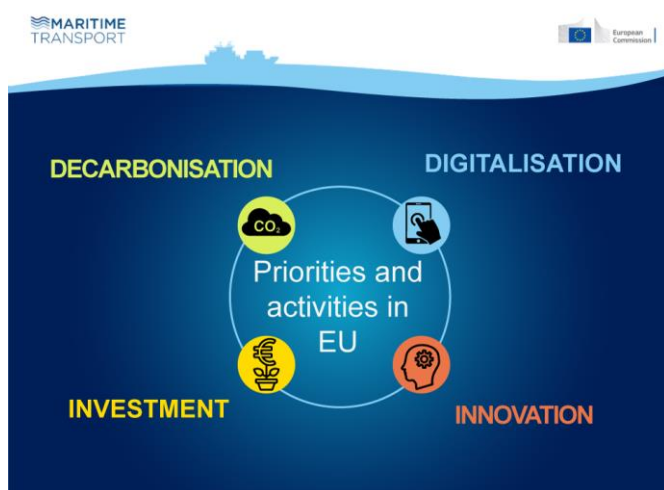 MARITIME
TRANSPORT
European
Commission
DECARBONISATION
DIGITALISATION
CO₂
Priorities and
activities in
EU
€
INVESTMENT
INNOVATION